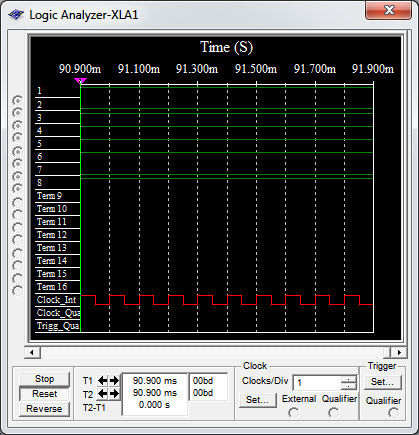 Logic Analyzer-XLA1
Time (S)
90.900m 91.100m 91.300m 91.500m 91.700m 91.900m
1
2
3
4
5
6
7
8
Term 9
Term 10
Term 11
Term 12
Term 13
Term 14
Term 15
Term 16
Clock_Int
Clock_Qua
Trigg_Qua
Stop
Reset
Reverse
T1 90.900 ms 00bd
T2 90.900 ms 00bd
T2-T1 0.000 s
Clock
Clocks/Div 1
Set...
External Qualifier
Trigger
Set...
Qualifier